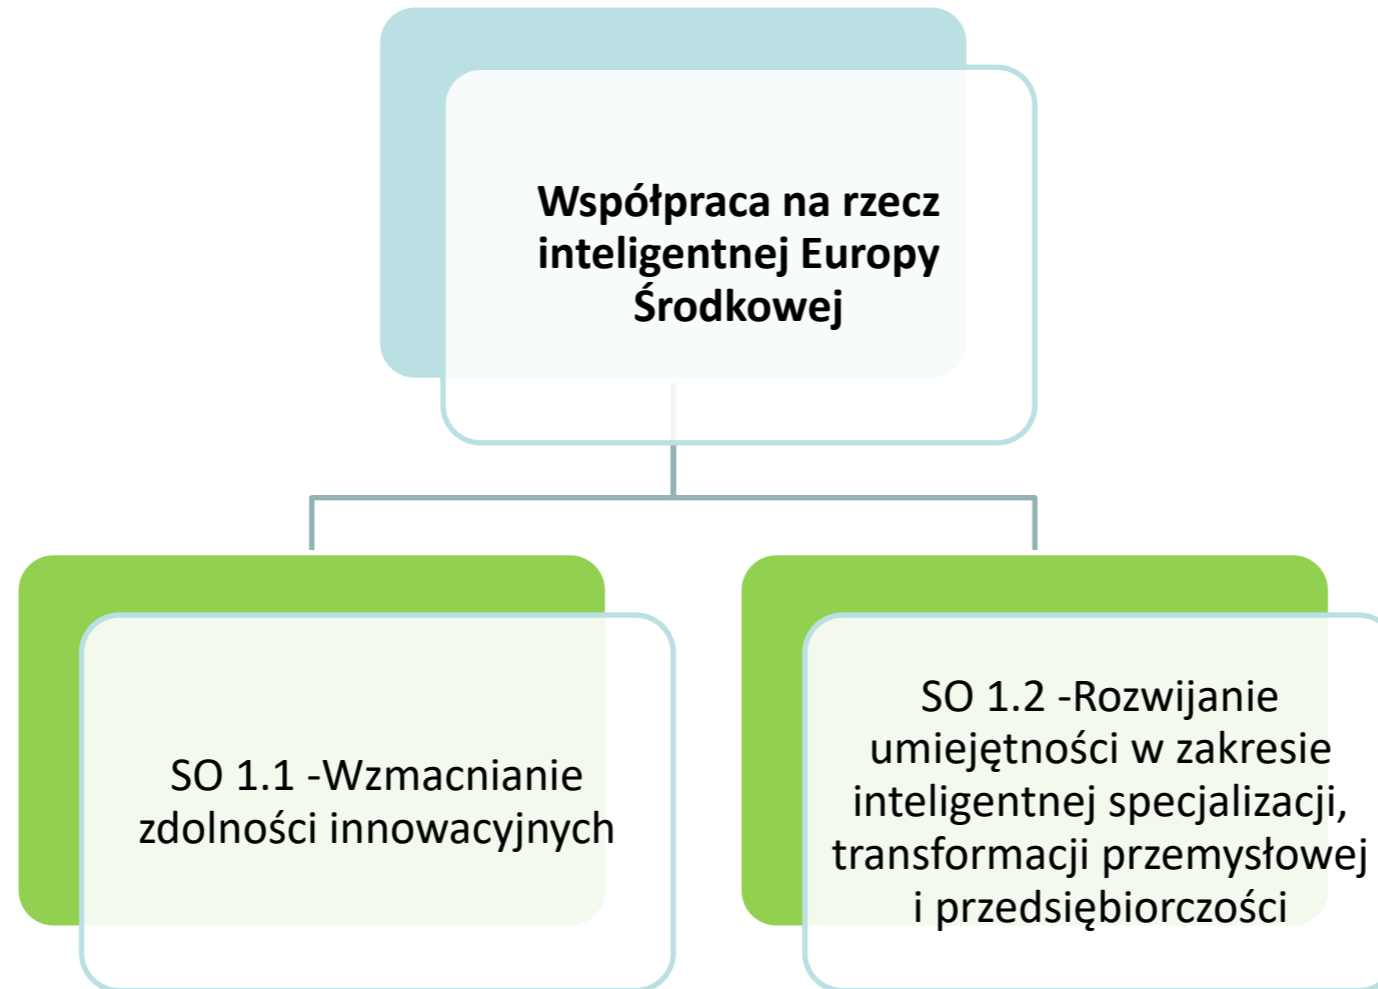 Współpraca na rzecz
inteligentnej Europy
Środkowej
SO 1.1 -Wzmacnianie
zdolności innowacyjnych
SO 1.2 -Rozwijanie
umiejętności w zakresie
inteligentnej specjalizacji,
transformacji przemysłowej
i przedsiębiorczości